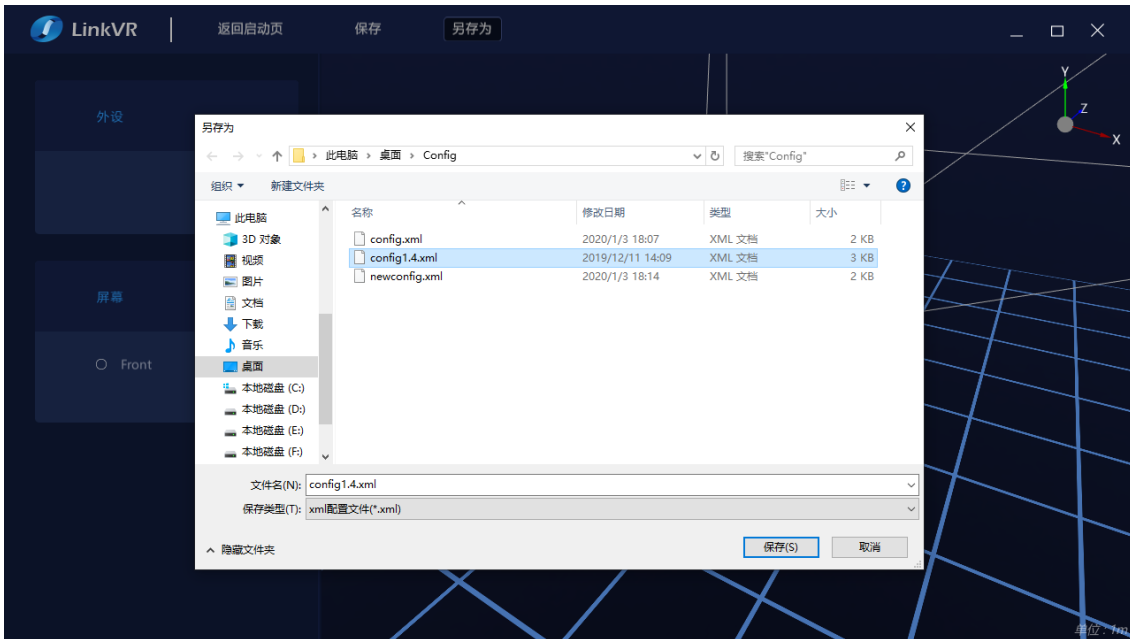 LinkVR 返回启动页 保存 另存为
Y
Z
X
外设
屏幕
Front
另存为
此电脑 › 桌面 › Config
搜索"Config"
组织 新建文件夹
?
此电脑
3D 对象
视频
图片
文档
下载
音乐
桌面
本地磁盘 (C:)
本地磁盘 (D:)
本地磁盘 (E:)
本地磁盘 (F:)
名称 修改日期 类型 大小
config.xml 2020/1/3 18:07 XML 文档 2 KB
config1.4.xml 2019/12/11 14:09 XML 文档 3 KB
newconfig.xml 2020/1/3 18:14 XML 文档 2 KB
文件名(N): config1.4.xml
保存类型(T): xml配置文件(*.xml)
隐藏文件夹 保存(S) 取消
单位:1m